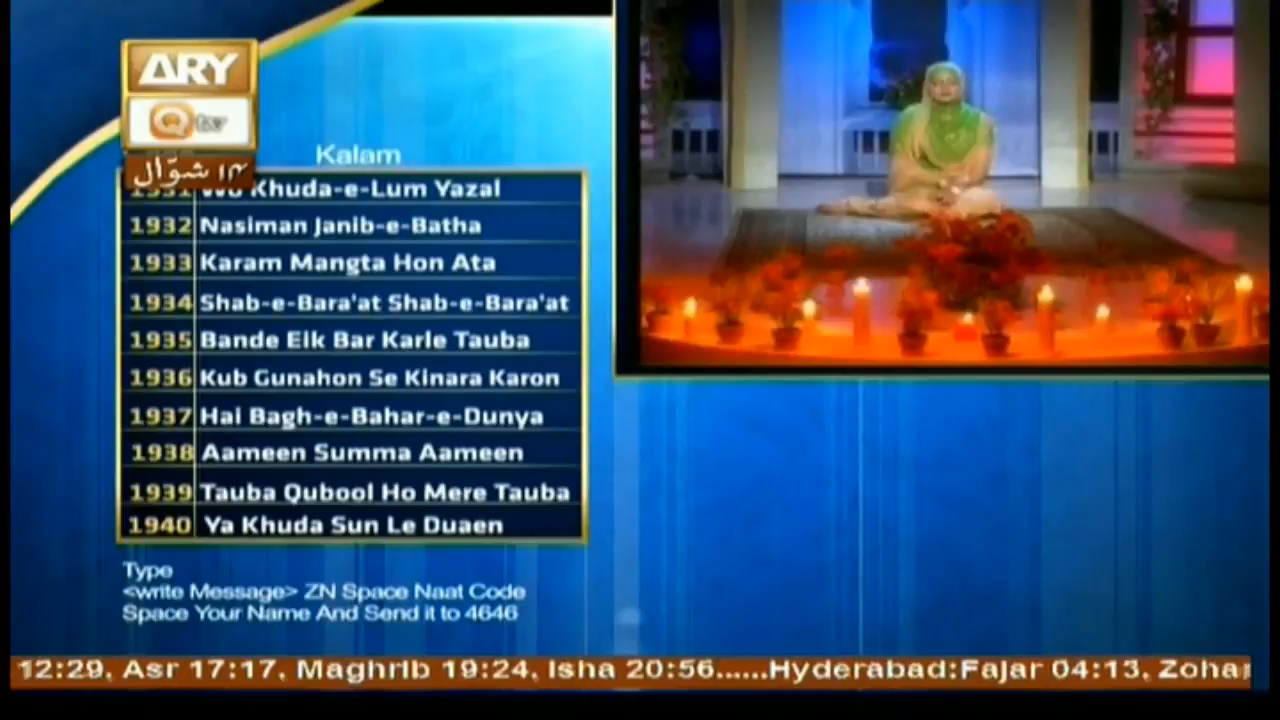 ARY
Q tv
۱۴ شوّال
Kalam
1931 Wo Khuda-e-Lum Yazal
1932 Nasiman Janib-e-Batha
1933 Karam Mangta Hon Ata
1934 Shab-e-Bara'at Shab-e-Bara'at
1935 Bande Eik Bar Karle Tauba
1936 Kub Gunahon Se Kinara Karon
1937 Hai Bagh-e-Bahar-e-Dunya
1938 Aameen Summa Aameen
1939 Tauba Qubool Ho Mere Tauba
1940 Ya Khuda Sun Le Duaen
Type
<write Message> ZN Space Naat Code
Space Your Name And Send it to 4646
12:29, Asr 17:17, Maghrib 19:24, Isha 20:56......Hyderabad:Fajar 04:13, Zohar